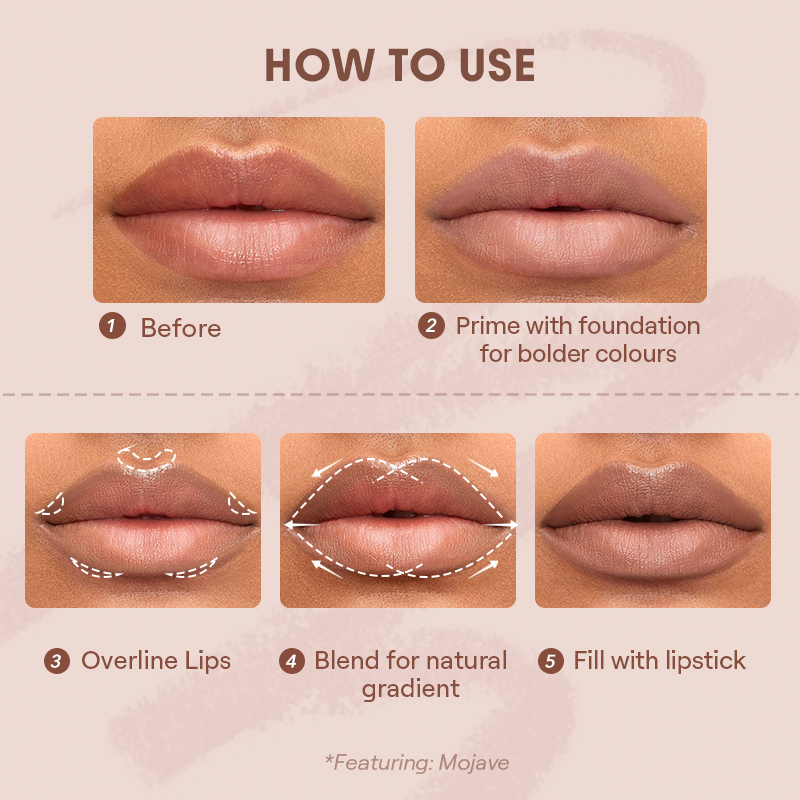 HOW TO USE
1 Before
2 Prime with foundation
for bolder colours
3 Overline Lips
4 Blend for natural
gradient
5 Fill with lipstick
*Featuring: Mojave